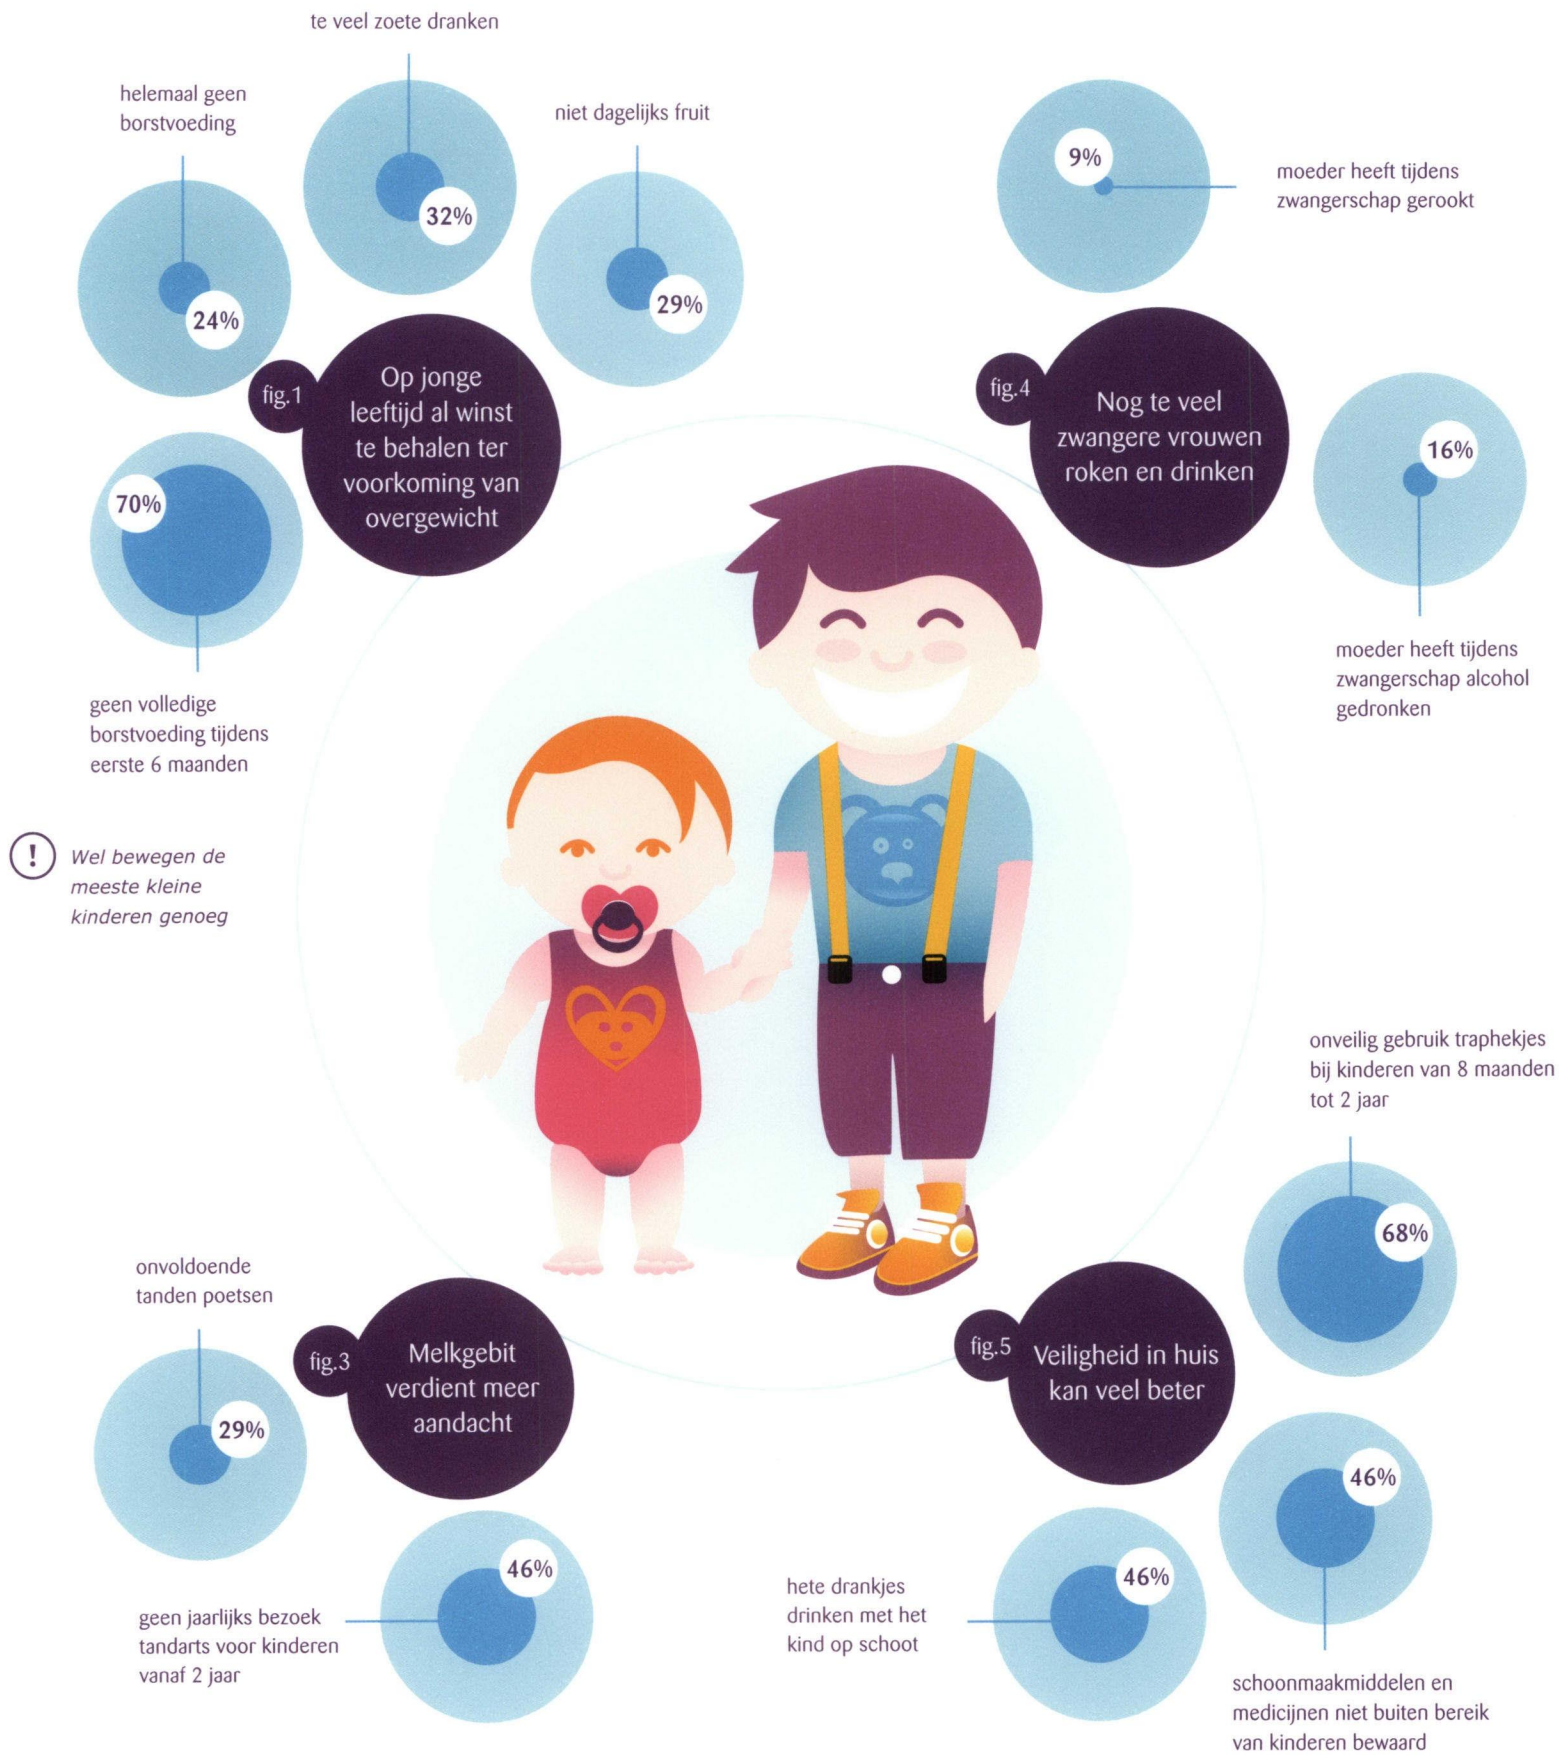 te veel zoete dranken
32%
helemaal geen
borstvoeding
24%
niet dagelijks fruit
29%
fig.1
Op jonge
leeftijd al winst
te behalen ter
voorkoming van
overgewicht
70%
geen volledige
borstvoeding tijdens
eerste 6 maanden
!
Wel bewegen de
meeste kleine
kinderen genoeg
9%
moeder heeft tijdens
zwangerschap gerookt
fig.4
Nog te veel
zwangere vrouwen
roken en drinken
16%
moeder heeft tijdens
zwangerschap alcohol
gedronken
onvoldoende
tanden poetsen
29%
fig.3
Melkgebit
verdient meer
aandacht
46%
geen jaarlijks bezoek
tandarts voor kinderen
vanaf 2 jaar
onveilig gebruik traphekjes
bij kinderen van 8 maanden
tot 2 jaar
68%
fig.5
Veiligheid in huis
kan veel beter
46%
hete drankjes
drinken met het
kind op schoot
46%
schoonmaakmiddelen en
medicijnen niet buiten bereik
van kinderen bewaard